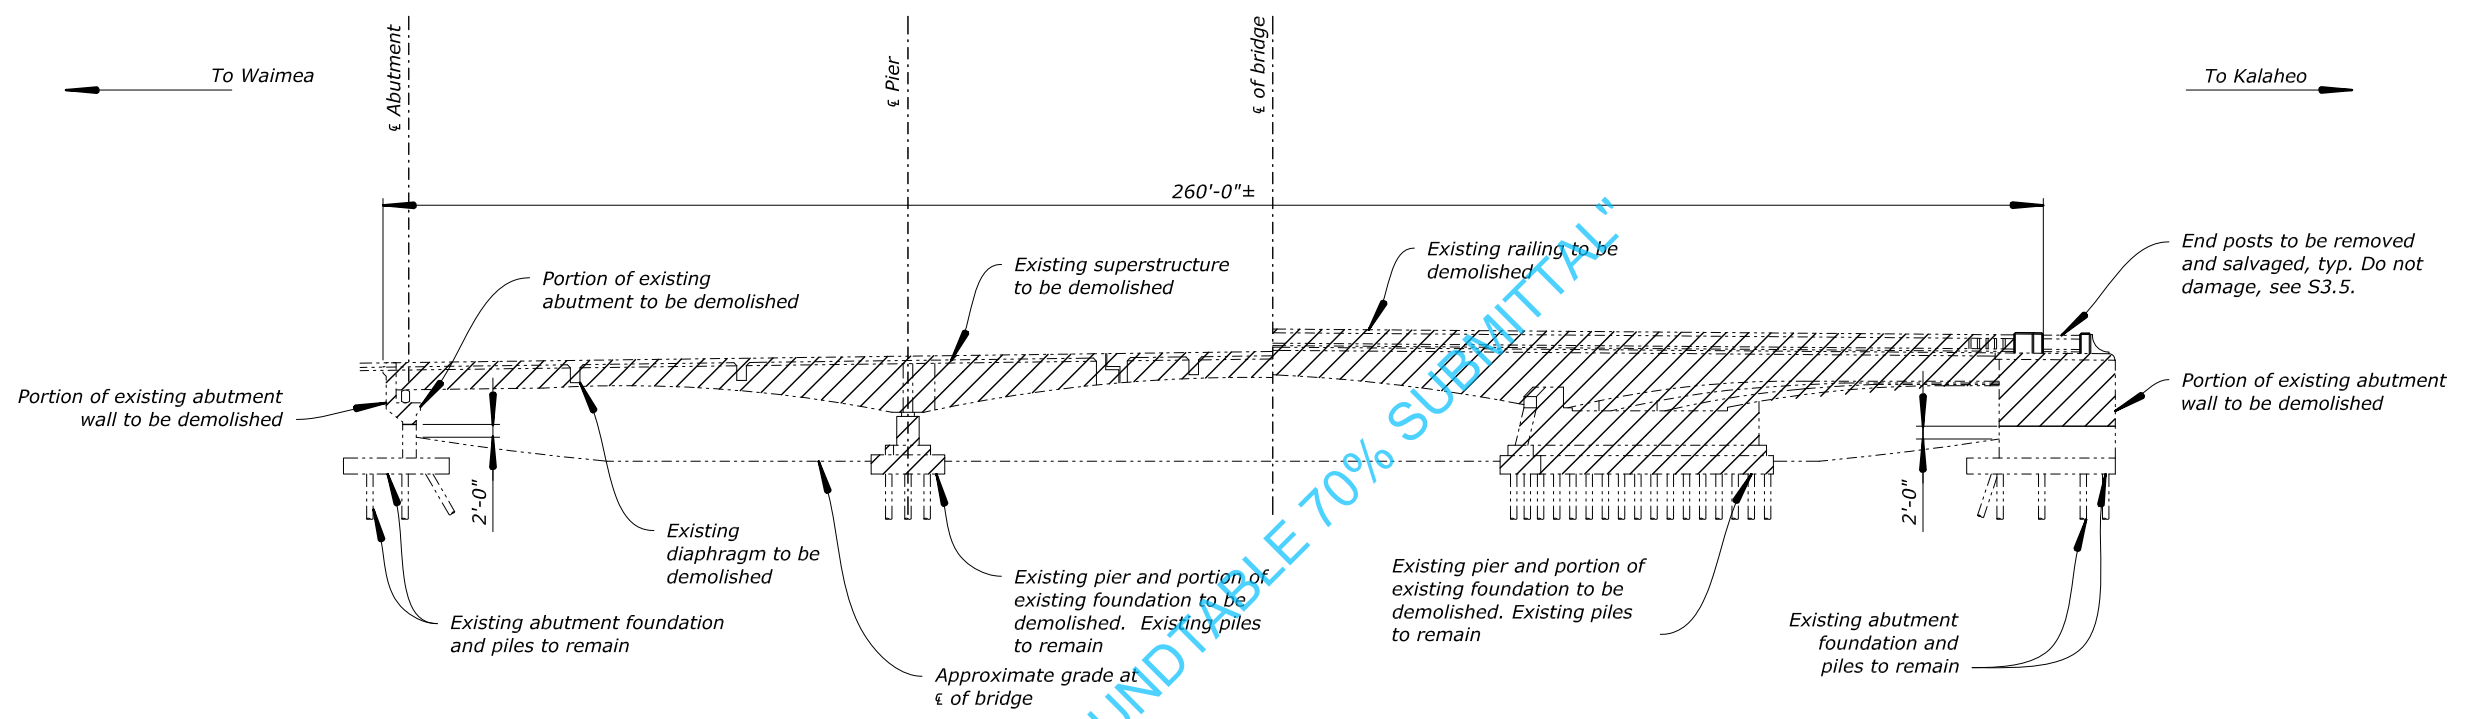 ℄ Abutment
℄ Pier
℄ of bridge
To Waimea
To Kalaheo
260'-0"±
Existing railing to be
demolished
End posts to be removed
and salvaged, typ. Do not
damage, see S3.5.
Existing superstructure
to be demolished
Portion of existing
abutment to be demolished
Portion of existing abutment
wall to be demolished
Portion of existing abutment
wall to be demolished
2'-0"
2'-0"
Existing
diaphragm to be
demolished
Existing pier and portion of
existing foundation to be
demolished. Existing piles
to remain
Existing pier and portion of
existing foundation to be
demolished. Existing piles
to remain
Existing abutment foundation
and piles to remain
Existing abutment
foundation and
piles to remain
Approximate grade at
℄ of bridge
UNDTABLE 70% SUBMITTAL"